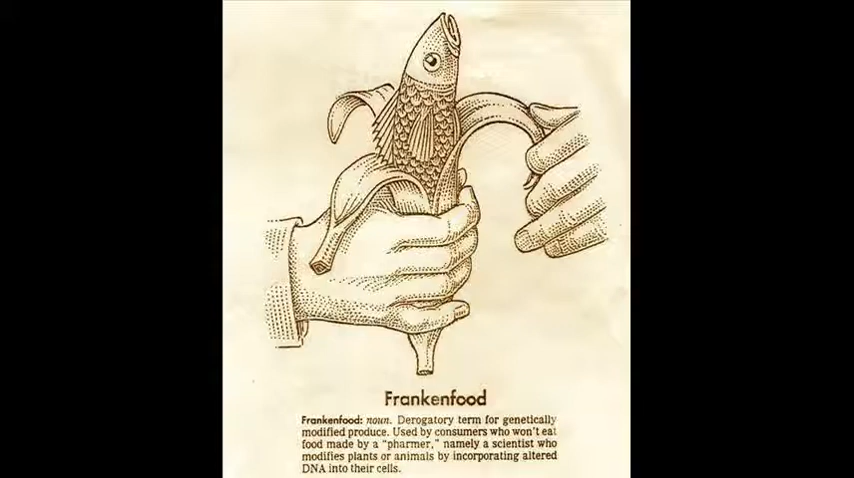 Frankenfood
Frankenfood: noun. Derogatory term for genetically
modified produce. Used by consumers who won't eat
food made by a "pharmer," namely a scientist who
modifies plants or animals by incorporating altered
DNA into their cells.